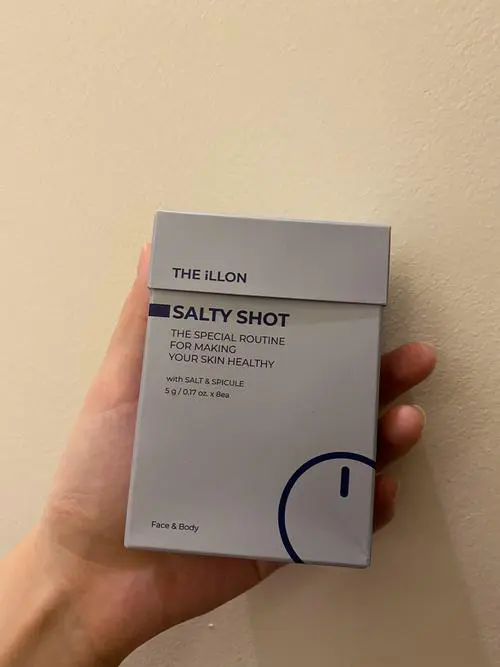 THE iLLON
SALTY SHOT
THE SPECIAL ROUTINE
FOR MAKING
YOUR SKIN HEALTHY
with SALT & SPICULE
5 g / 0.17 oz. x 8ea
Face & Body